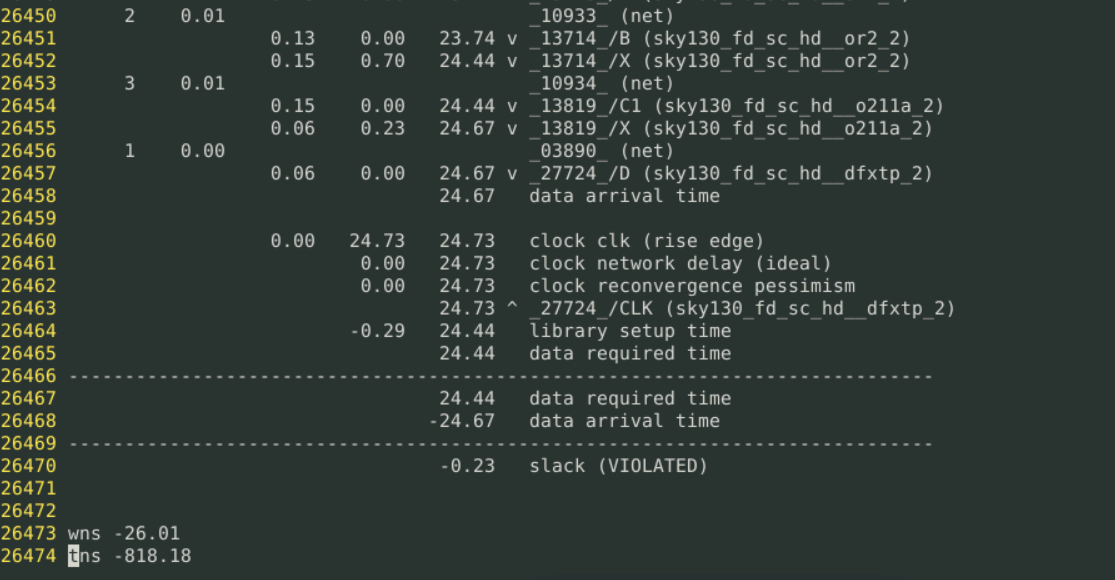 26450 2 0.01 _10933_ (net)
26451 0.13 0.00 23.74 v _13714_/B (sky130_fd_sc_hd__or2_2)
26452 0.15 0.70 24.44 v _13714_/X (sky130_fd_sc_hd__or2_2)
26453 3 0.01 _10934_ (net)
26454 0.15 0.00 24.44 v _13819_/C1 (sky130_fd_sc_hd__o211a_2)
26455 0.06 0.23 24.67 v _13819_/X (sky130_fd_sc_hd__o211a_2)
26456 1 0.00 _03890_ (net)
26457 0.06 0.00 24.67 v _27724_/D (sky130_fd_sc_hd__dfxtp_2)
26458 24.67 data arrival time
26459
26460 0.00 24.73 24.73 clock clk (rise edge)
26461 0.00 24.73 clock network delay (ideal)
26462 0.00 24.73 clock reconvergence pessimism
26463 24.73 ^ _27724_/CLK (sky130_fd_sc_hd__dfxtp_2)
26464 -0.29 24.44 library setup time
26465 24.44 data required time
26466 -----------------------------------------------------------------------------
26467 24.44 data required time
26468 -24.67 data arrival time
26469 -----------------------------------------------------------------------------
26470 -0.23 slack (VIOLATED)
26471
26472
26473 wns -26.01
26474 tns -818.18